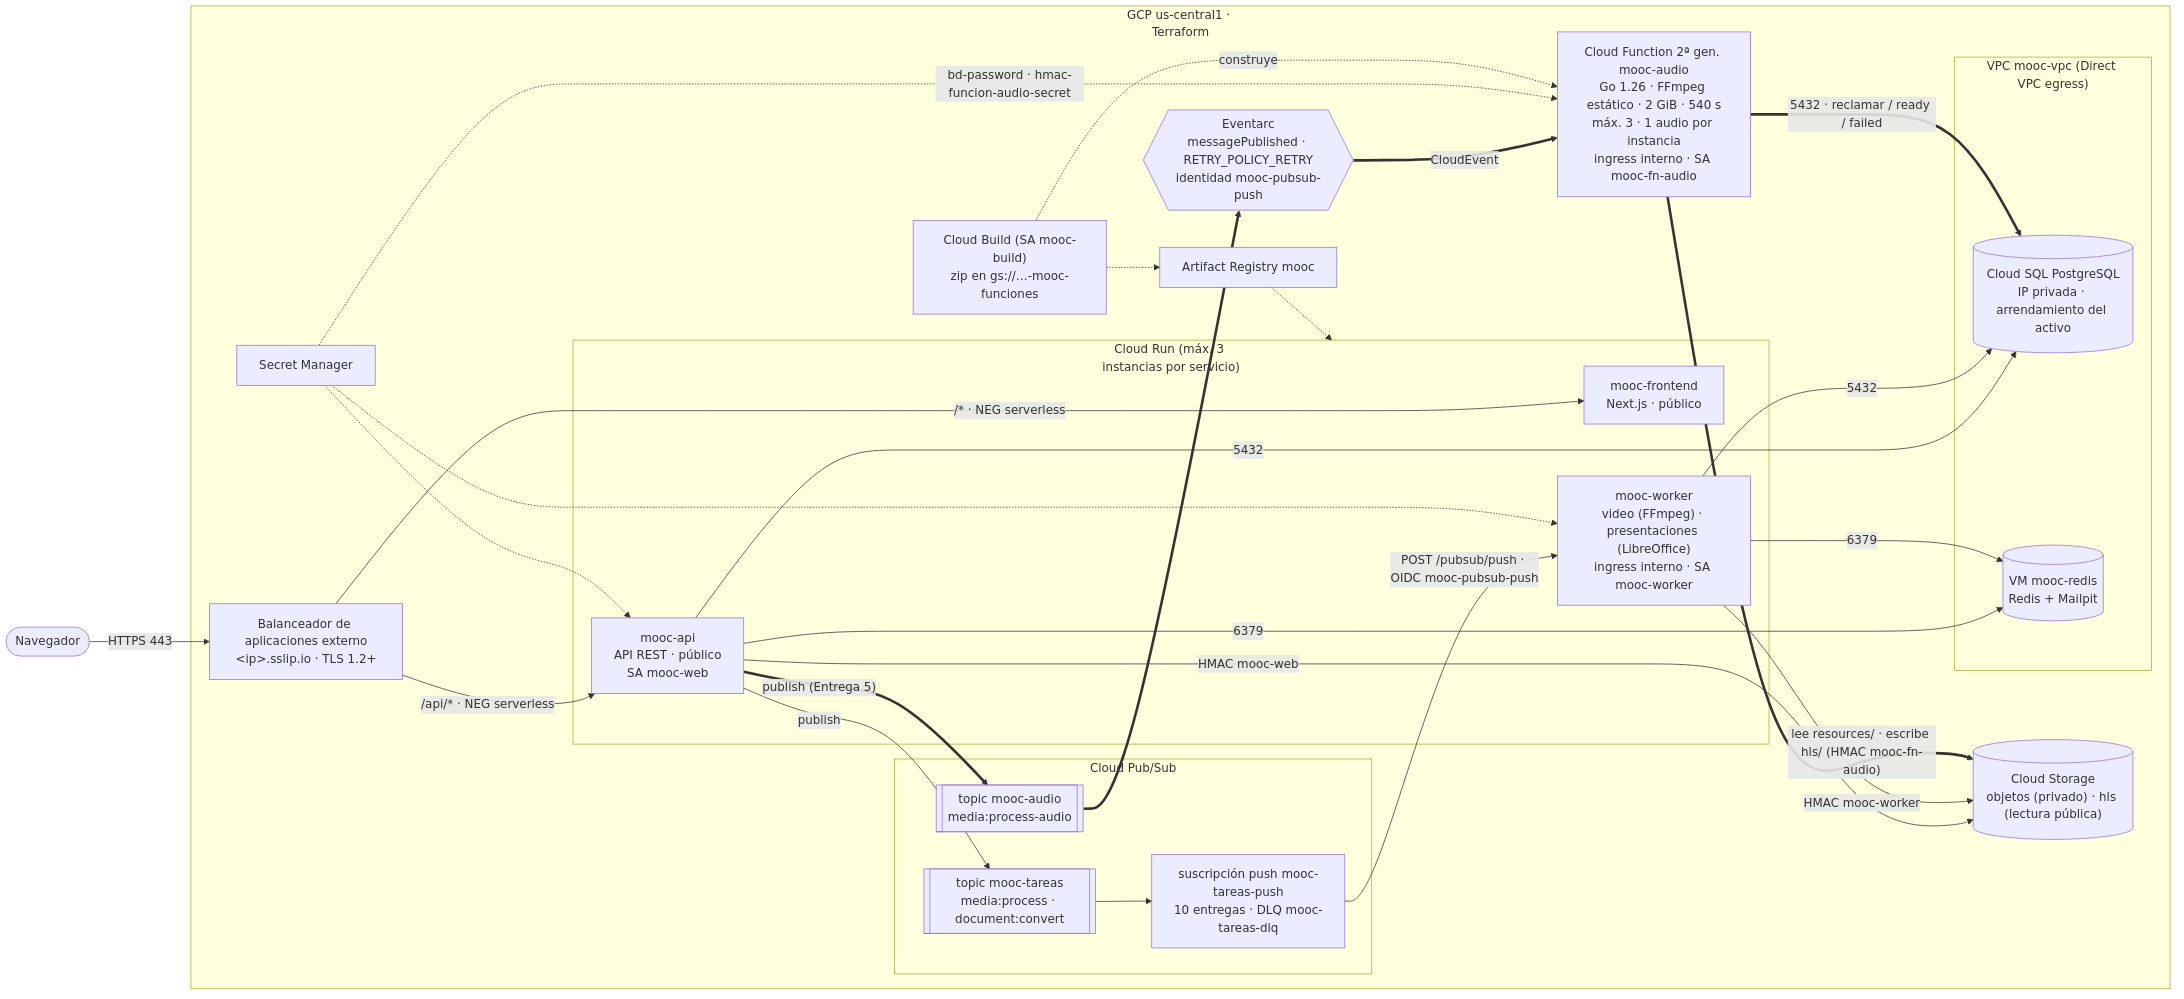 GCP us-central1 ·
Terraform
construye
bd-password · hmac-
funcion-audio-secret
Cloud Function 2ª gen.
mooc-audio
Go 1.26 · FFmpeg
estático · 2 GiB · 540 s
máx. 3 · 1 audio por
instancia
ingress interno · SA
mooc-fn-audio
5432 · reclamar / ready
/ failed
VPC mooc-vpc (Direct
VPC egress)
Eventarc
messagePublished ·
RETRY_POLICY_RETRY
identidad mooc-pubsub-
push
CloudEvent
Cloud Build (SA mooc-
build)
zip en gs://…-mooc-
funciones
Artifact Registry mooc
Cloud SQL PostgreSQL
IP privada ·
arrendamiento del
activo
Secret Manager
Cloud Run (máx. 3
instancias por servicio)
mooc-frontend
Next.js · público
5432
/* · NEG serverless
5432
mooc-worker
video (FFmpeg) ·
presentaciones
(LibreOffice)
ingress interno · SA
mooc-worker
6379
POST /pubsub/push ·
OIDC mooc-pubsub-push
VM mooc-redis
Redis + Mailpit
Navegador
HTTPS 443
Balanceador de
aplicaciones externo
<ip>.sslip.io · TLS 1.2+
/api/* · NEG serverless
mooc-api
API REST · público
SA mooc-web
6379
HMAC mooc-web
publish (Entrega 5)
publish
lee resources/ · escribe
hls/ (HMAC mooc-fn-
audio)
HMAC mooc-worker
Cloud Storage
objetos (privado) · hls
(lectura pública)
Cloud Pub/Sub
topic mooc-audio
media:process-audio
topic mooc-tareas
media:process ·
document:convert
suscripción push mooc-
tareas-push
10 entregas · DLQ mooc-
tareas-dlq